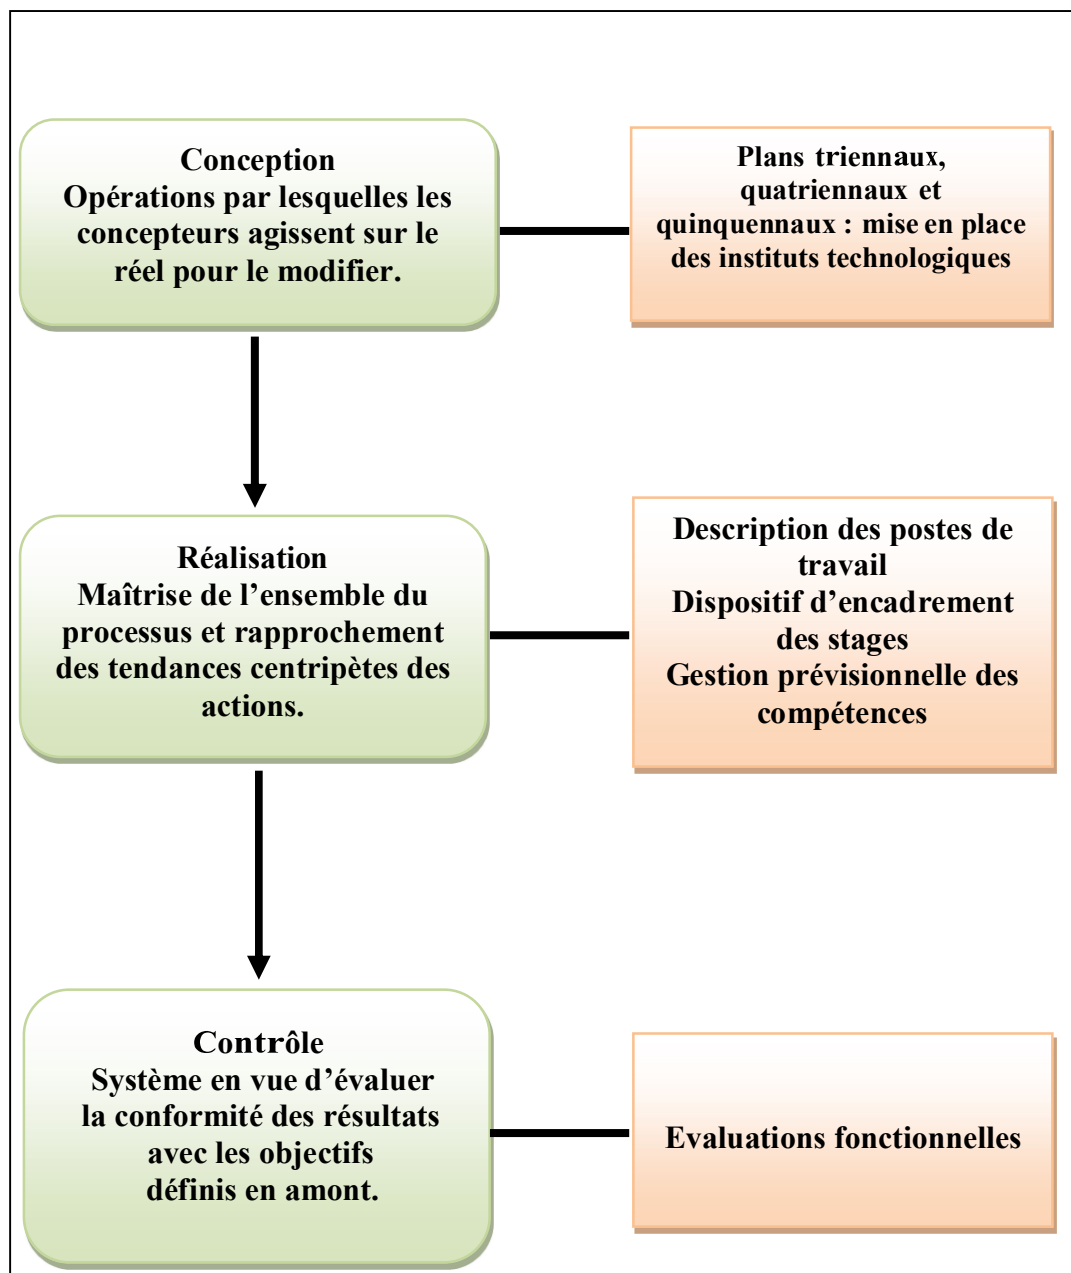 Conception
Opérations par lesquelles les
concepteurs agissent sur le
réel pour le modifier.
Plans triennaux,
quatriennaux et
quinquennaux : mise en place
des instituts technologiques
Réalisation
Maîtrise de l’ensemble du
processus et rapprochement
des tendances centripètes des
actions.
Description des postes de
travail
Dispositif d’encadrement
des stages
Gestion prévisionnelle des
compétences
Contrôle
Système en vue d’évaluer
la conformité des résultats
avec les objectifs
définis en amont.
Evaluations fonctionnelles